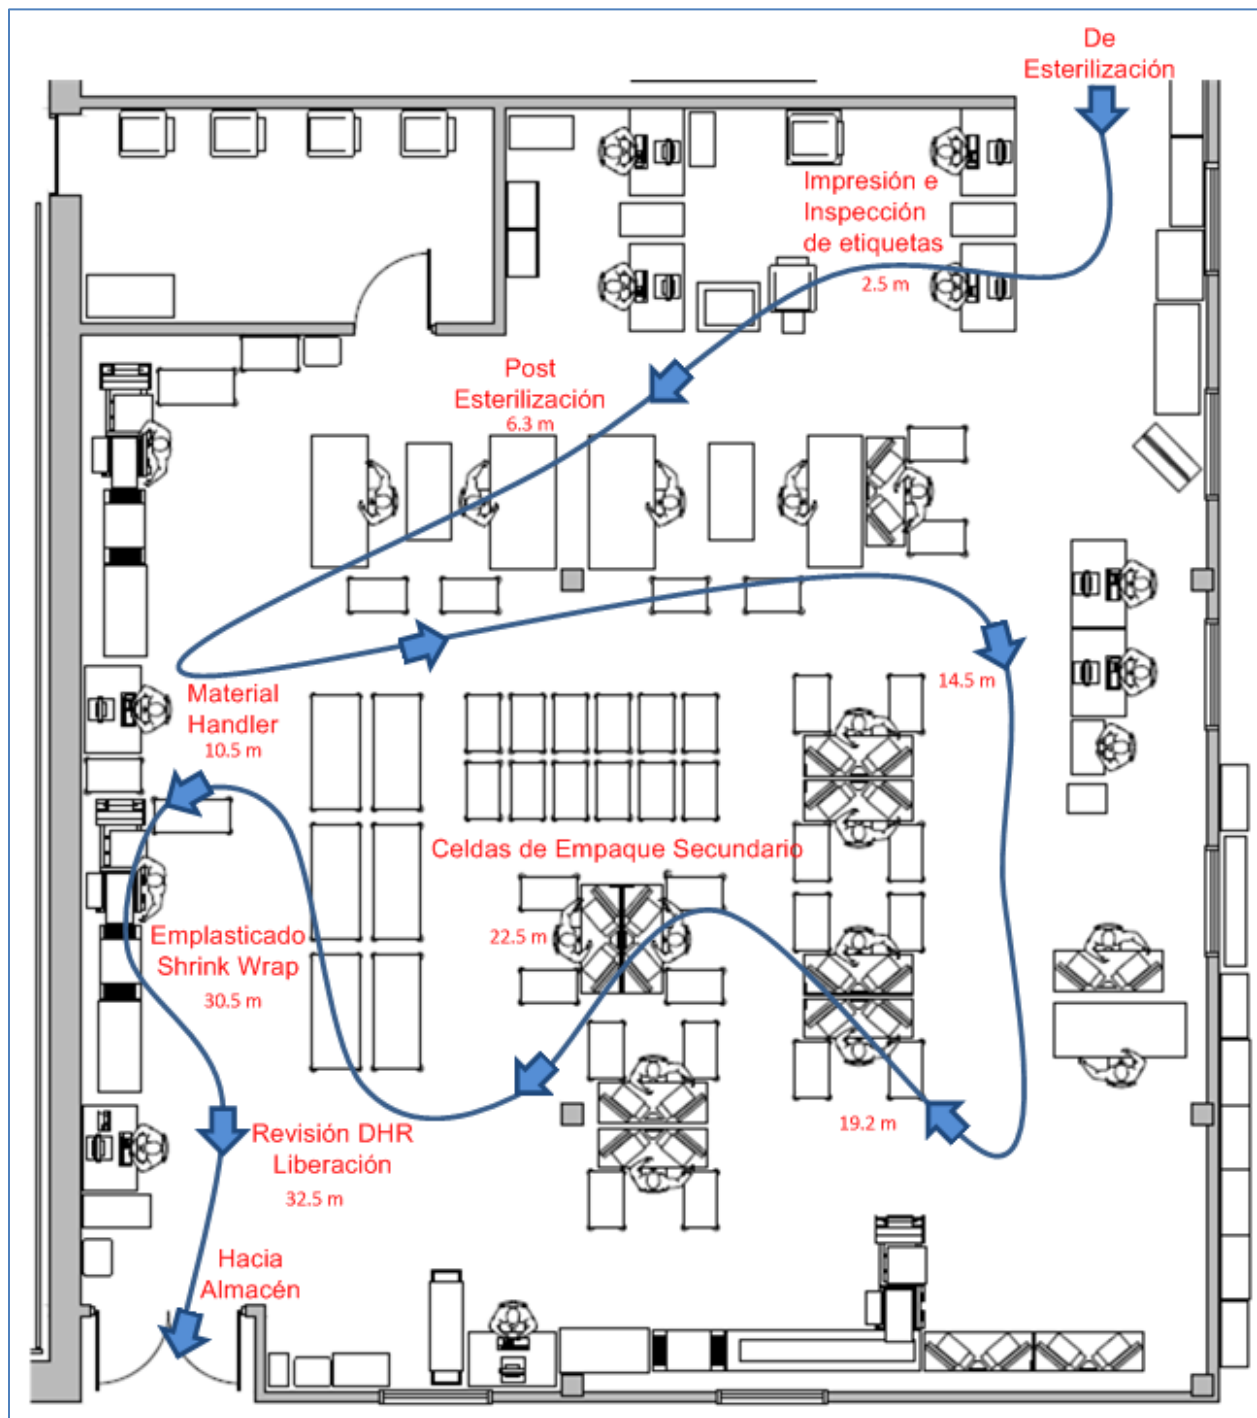 De
Esterilización
Impresión e
Inspección
de etiquetas
2.5 m
Post
Esterilización
6.3 m
Material
Handler
10.5 m
14.5 m
Celdas de Empaque Secundario
22.5 m
Emplasticado
Shrink Wrap
30.5 m
19.2 m
Revisión DHR
Liberación
32.5 m
Hacia
Almacén